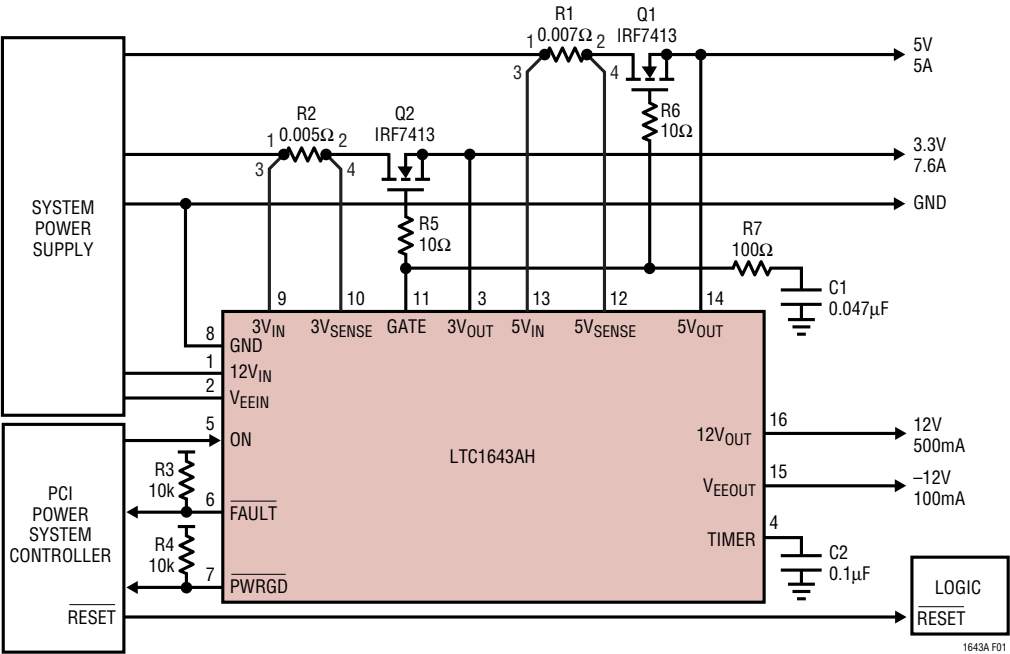 R1
0.007Ω
1
2
3
4
Q1
IRF7413
5V
5A
R6
10Ω
R2
0.005Ω
1
2
3
4
Q2
IRF7413
3.3V
7.6A
GND
SYSTEM
POWER
SUPPLY
R5
10Ω
R7
100Ω
C1
0.047µF
9
10
11
3
13
12
14
3VIN
3VSENSE
GATE
3VOUT
5VIN
5VSENSE
5VOUT
8
GND
1
12VIN
2
VEEIN
5
ON
LTC1643AH
16
12VOUT
12V
500mA
15
VEEOUT
–12V
100mA
PCI
POWER
SYSTEM
CONTROLLER
R3
10k
6
FAULT
R4
10k
7
PWRGD
4
TIMER
C2
0.1µF
RESET
LOGIC
RESET
1643A F01